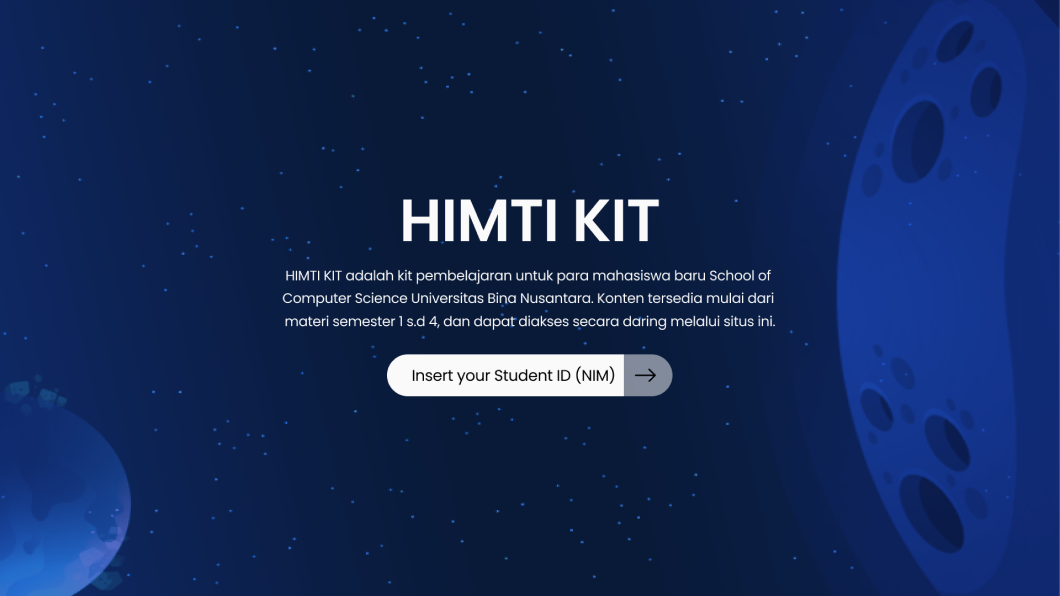 HIMTI KIT
HIMTI KIT adalah kit pembelajaran untuk para mahasiswa baru School of
Computer Science Universitas Bina Nusantara. Konten tersedia mulai dari
materi semester 1 s.d 4, dan dapat diakses secara daring melalui situs ini.
Insert your Student ID (NIM)